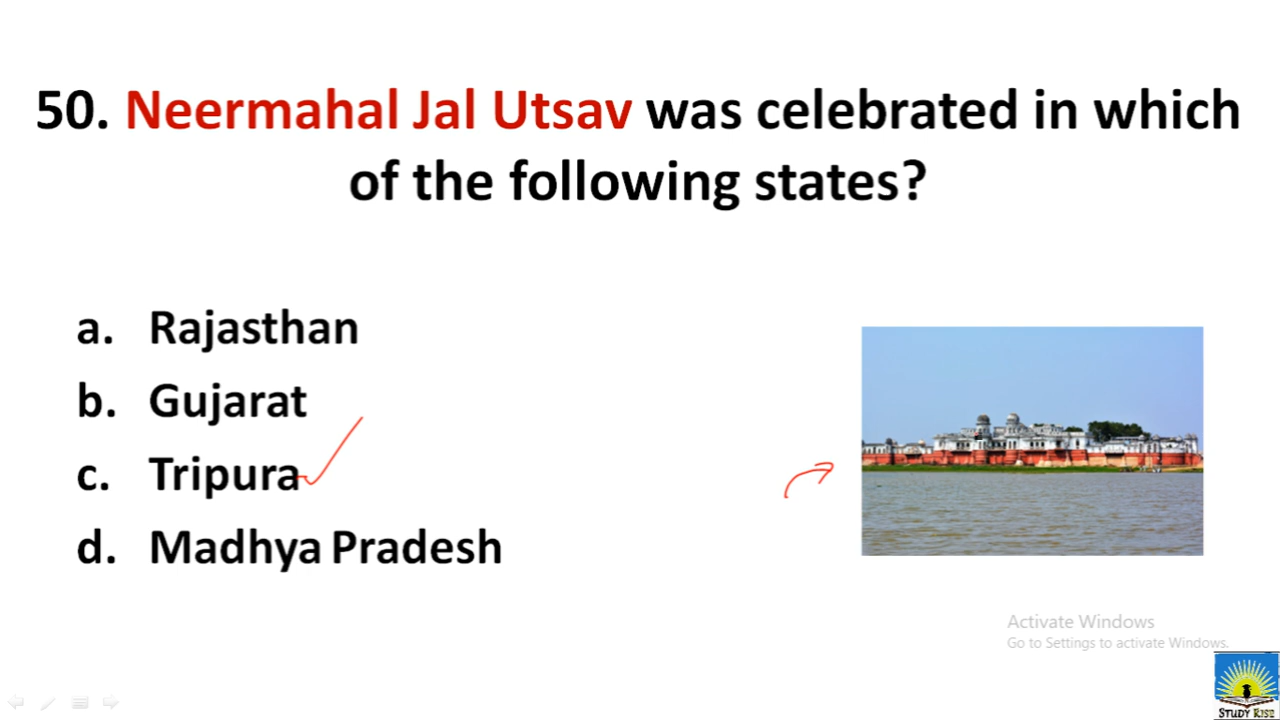 50. Neermahal Jal Utsav was celebrated in which
of the following states?
a. Rajasthan
b. Gujarat
c. Tripura
d. Madhya Pradesh
Activate Windows
Go to Settings to activate Windows.
STUDY RISE